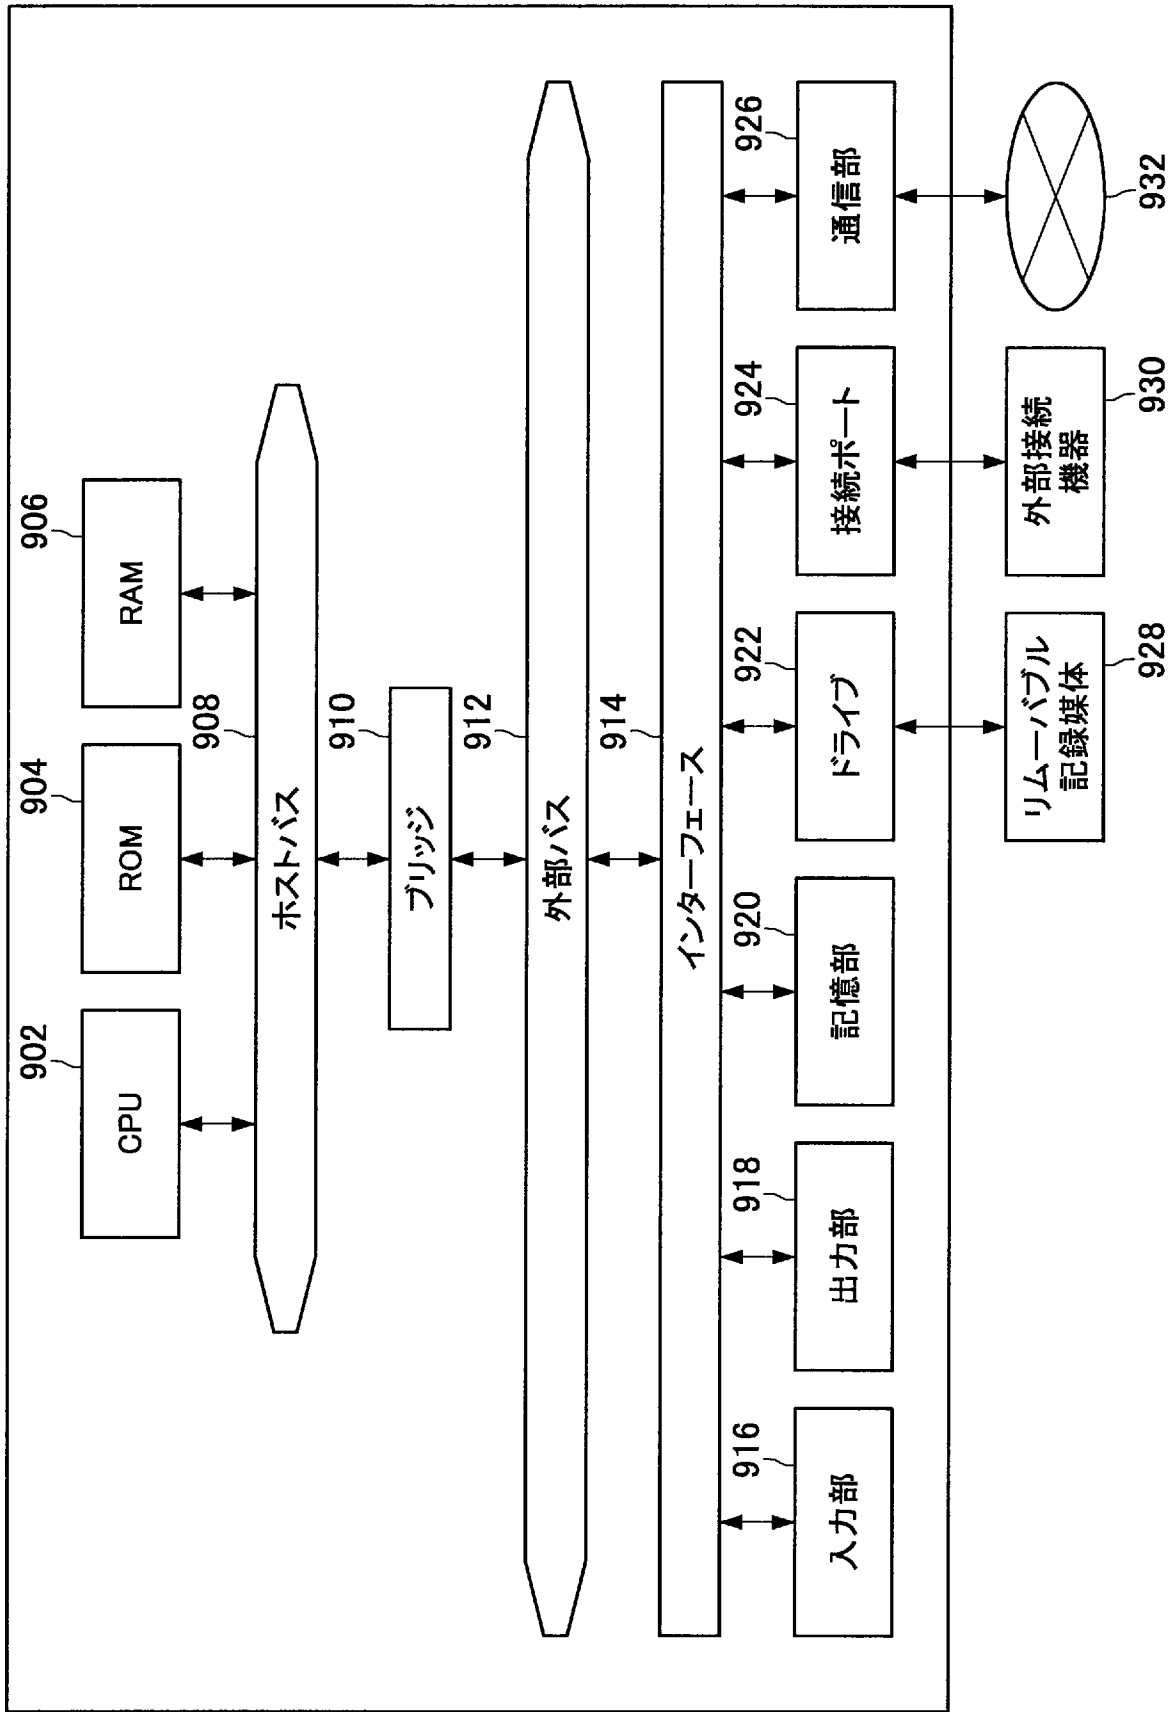 902
904
906
CPU
ROM
RAM
908
ホストバス
910
ブリッジ
912
外部バス
914
インターフェース
916
918
920
922
924
926
入力部
出力部
記憶部
ドライブ
接続ポート
通信部
リムーバブル
記録媒体
外部接続
機器
928
930
932